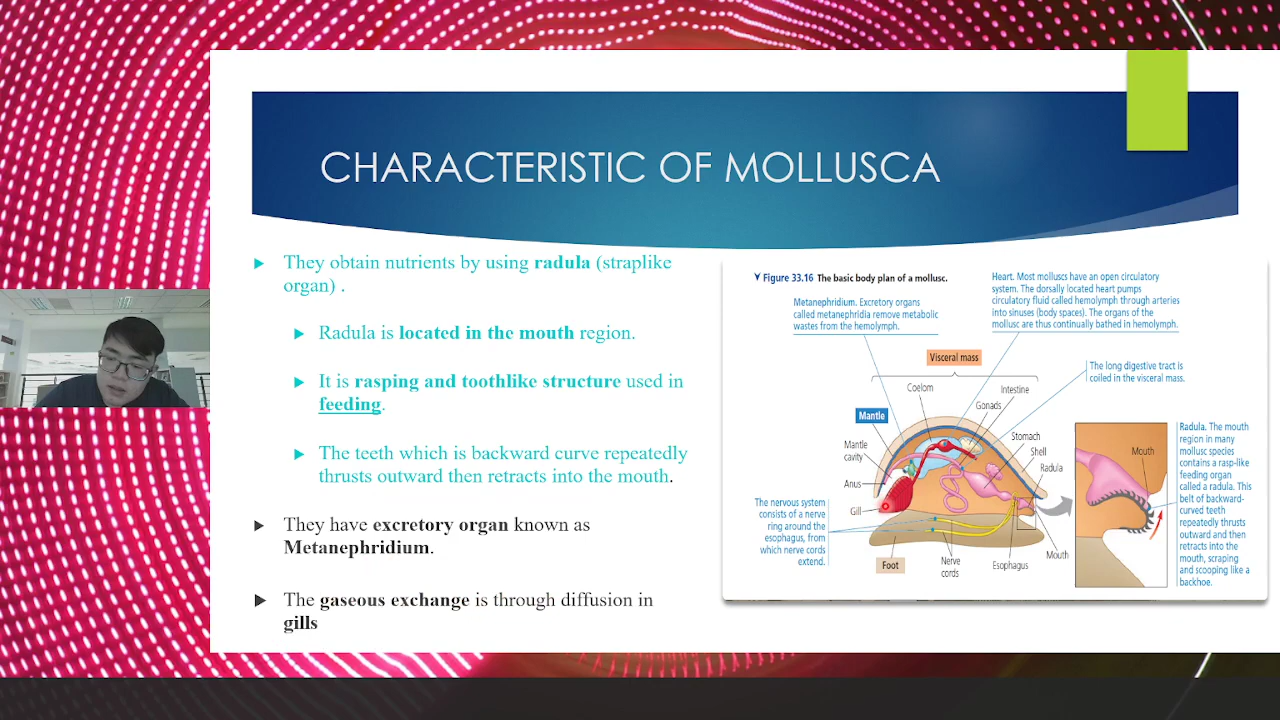 CHARACTERISTIC OF MOLLUSCA
They obtain nutrients by using radula (straplike
organ) .
Radula is located in the mouth region.
It is rasping and toothlike structure used in
feeding.
The teeth which is backward curve repeatedly
thrusts outward then retracts into the mouth.
They have excretory organ known as
Metanephridium.
The gaseous exchange is through diffusion in
gills
Figure 33.16 The basic body plan of a mollusc.
Metanephridium. Excretory organs
called metanephridia remove metabolic
wastes from the hemolymph.
Heart. Most molluscs have an open circulatory
system. The dorsally located heart pumps
circulatory fluid called hemolymph through arteries
into sinuses (body spaces). The organs of the
mollusc are thus continually bathed in hemolymph.
Visceral mass
The long digestive tract is
coiled in the visceral mass.
Coelom
Intestine
Gonads
Mantle
Stomach
Mantle
cavity
Shell
Radula
Anus
Gill
The nervous system
consists of a nerve
ring around the
esophagus, from
which nerve cords
extend.
Foot
Nerve
cords
Esophagus
Mouth
Mouth
Radula. The mouth
region in many
mollusc species
contains a rasp-like
feeding organ
called a radula. This
belt of backward-
curved teeth
repeatedly thrusts
outward and then
retracts into the
mouth, scraping
and scooping like a
backhoe.